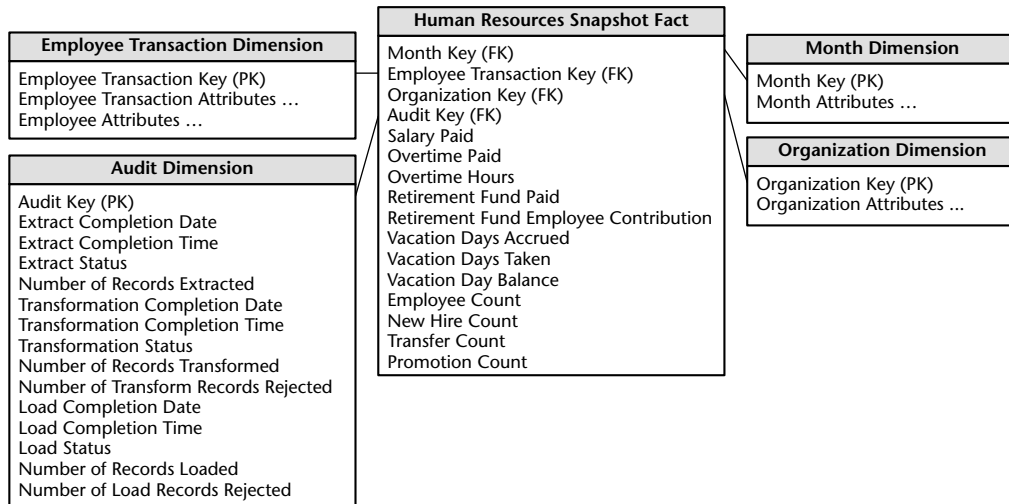 Employee Transaction Dimension
Employee Transaction Key (PK)
Employee Transaction Attributes …
Employee Attributes …
Audit Dimension
Audit Key (PK)
Extract Completion Date
Extract Completion Time
Extract Status
Number of Records Extracted
Transformation Completion Date
Transformation Completion Time
Transformation Status
Number of Records Transformed
Number of Transform Records Rejected
Load Completion Date
Load Completion Time
Load Status
Number of Records Loaded
Number of Load Records Rejected
Human Resources Snapshot Fact
Month Key (FK)
Employee Transaction Key (FK)
Organization Key (FK)
Audit Key (FK)
Salary Paid
Overtime Paid
Overtime Hours
Retirement Fund Paid
Retirement Fund Employee Contribution
Vacation Days Accrued
Vacation Days Taken
Vacation Day Balance
Employee Count
New Hire Count
Transfer Count
Promotion Count
Month Dimension
Month Key (PK)
Month Attributes …
Organization Dimension
Organization Key (PK)
Organization Attributes ...